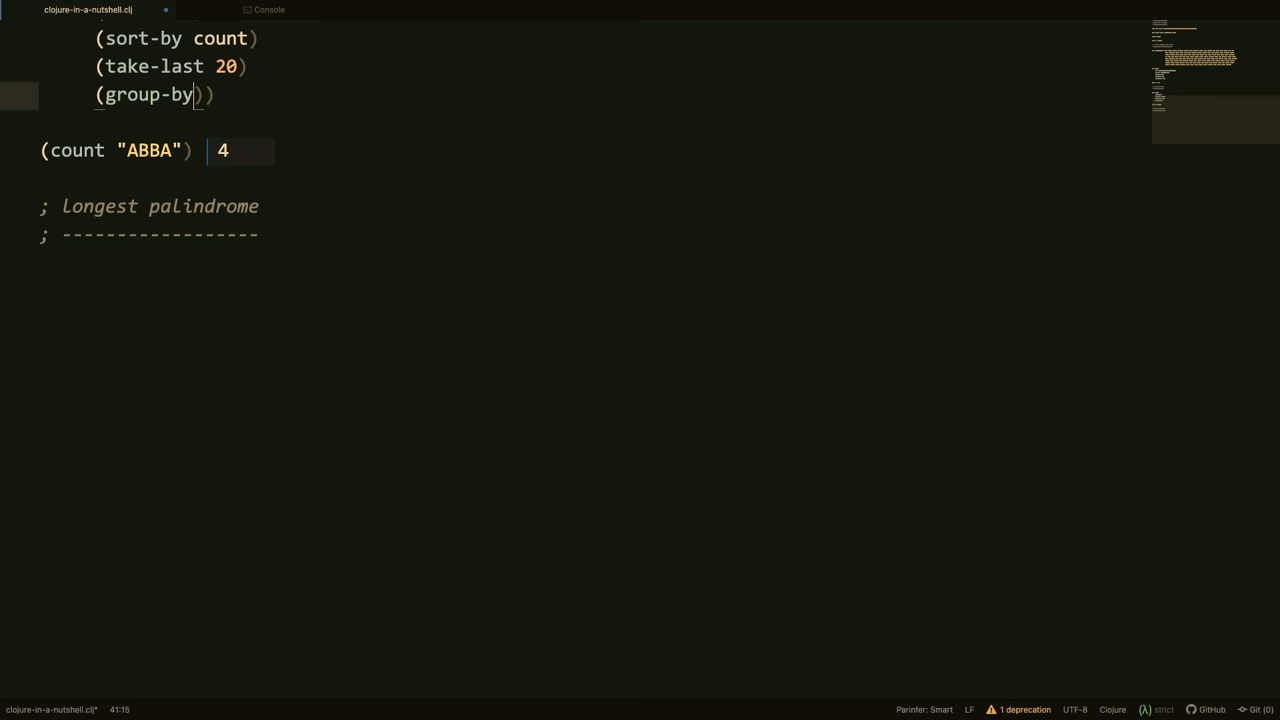 clojure-in-a-nutshell.clj
Console
(sort-by count)
(take-last 20)
(group-by))
(count "ABBA") 4
; longest palindrome
; ------------------
clojure-in-a-nutshell.clj* 41:15 Parinfer: Smart LF 1 deprecation UTF-8 Clojure (λ) strict GitHub Git (0)